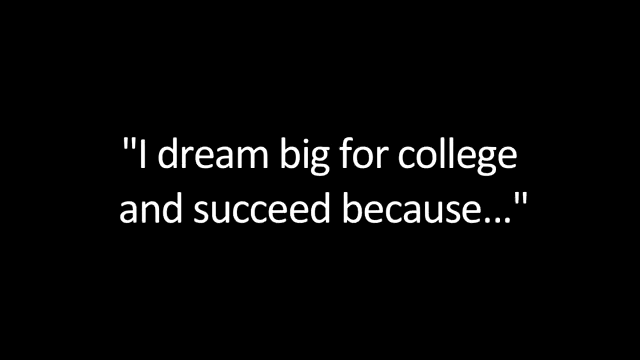 "I dream big for college
and succeed because..."